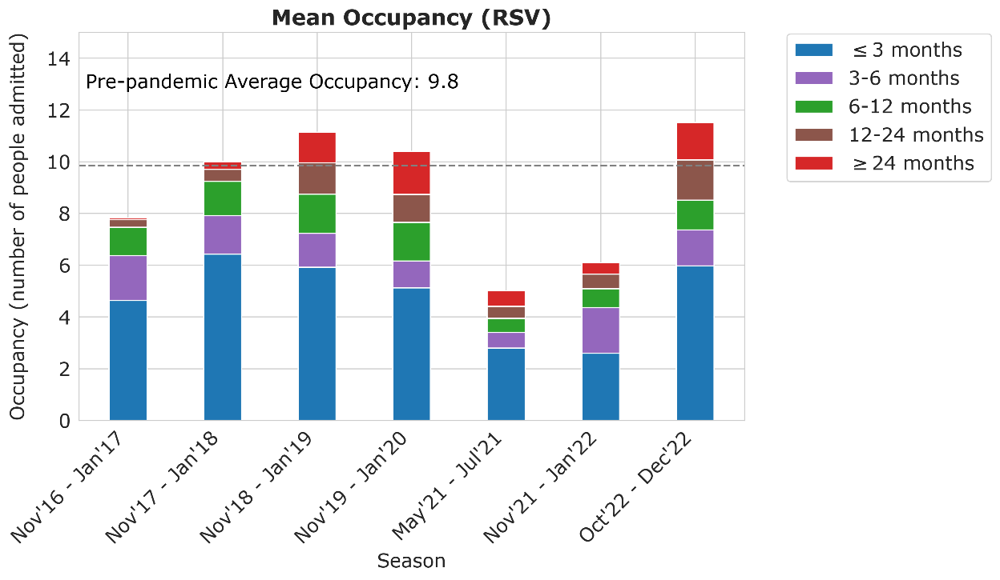 Mean Occupancy (RSV)
Occupancy (number of people admitted)
14
12
10
8
6
4
2
0
Pre-pandemic Average Occupancy: 9.8
Nov'16 - Jan'17
Nov'17 - Jan'18
Nov'18 - Jan'19
Nov'19 - Jan'20
May'21 - Jul'21
Nov'21 - Jan'22
Oct'22 - Dec'22
Season
≤3 months
3-6 months
6-12 months
12-24 months
≥24 months